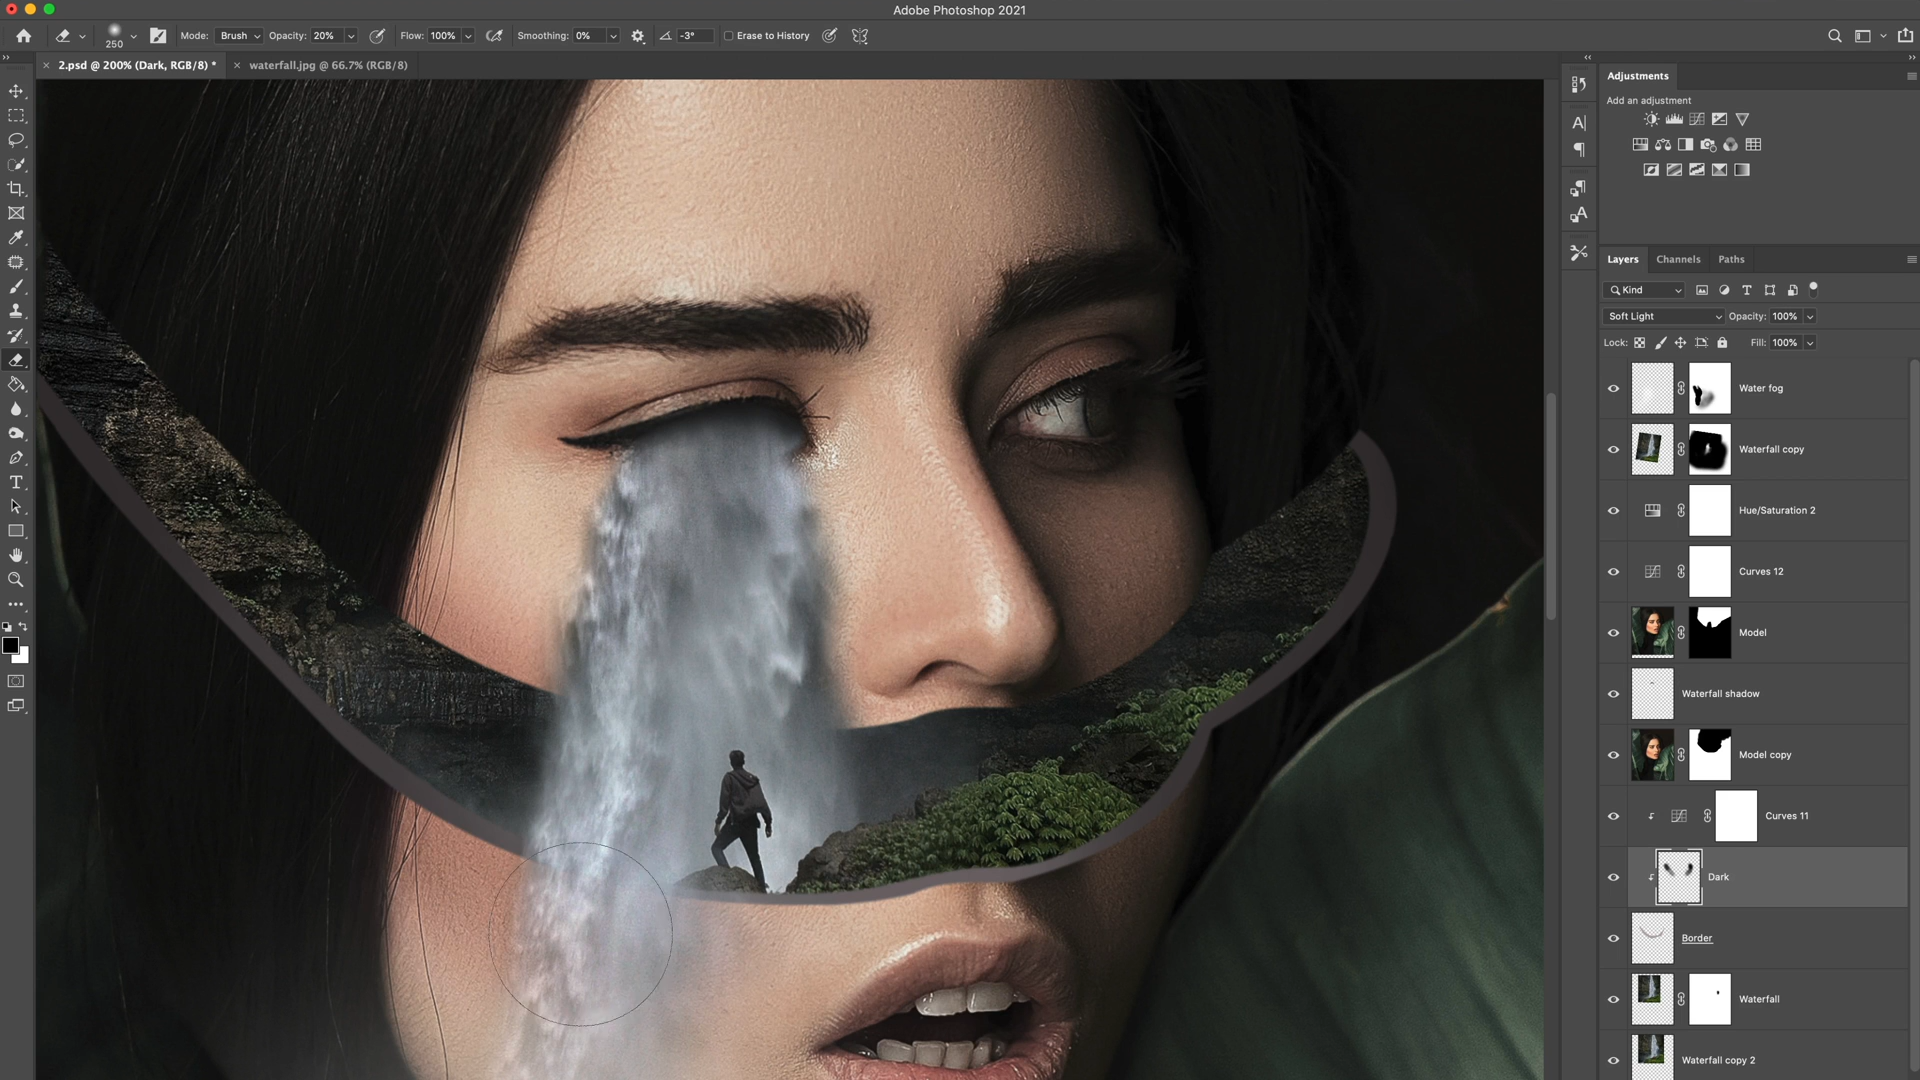 Adobe Photoshop 2021
250 Mode: Brush Opacity: 20% Flow: 100% Smoothing: 0% -3° Erase to History
2.psd @ 200% (Dark, RGB/8) * waterfall.jpg @ 66.7% (RGB/8)
Adjustments
Add an adjustment
Layers Channels Paths
Kind
Soft Light Opacity: 100%
Lock: Fill: 100%
Water fog
Waterfall copy
Hue/Saturation 2
Curves 12
Model
Waterfall shadow
Model copy
Curves 11
Dark
Border
Waterfall
Waterfall copy 2